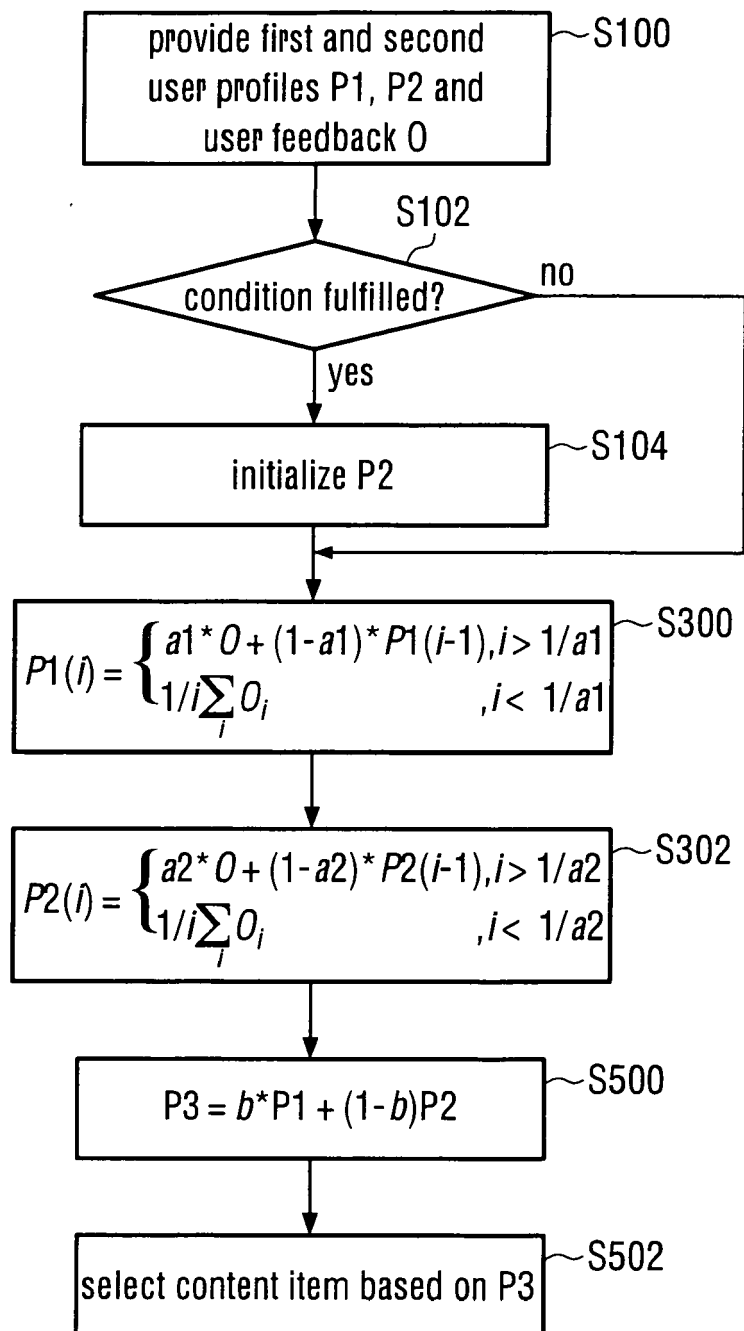 provide first and second
user profiles P1, P2 and
user feedback O
S100
S102
condition fulfilled?
no
yes
initialize P2
S104
P1(i) = { a1* O + (1-a1)* P1(i-1), i > 1/a1
1/i∑O_i , i < 1/a1
i
S300
P2(i) = { a2* O + (1-a2)* P2(i-1), i > 1/a2
1/i∑O_i , i < 1/a2
i
S302
P3 = b*P1 + (1-b)P2
S500
select content item based on P3
S502